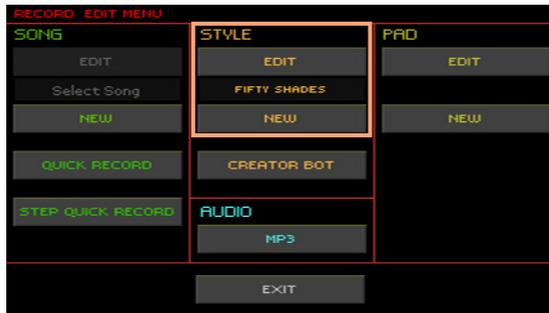 RECORD EDIT MENU
SONG
EDIT
Select Song
NEW
QUICK RECORD
STEP QUICK RECORD
STYLE
EDIT
FIFTY SHADES
NEW
CREATOR BOT
AUDIO
MP3
PAD
EDIT
NEW
EXIT